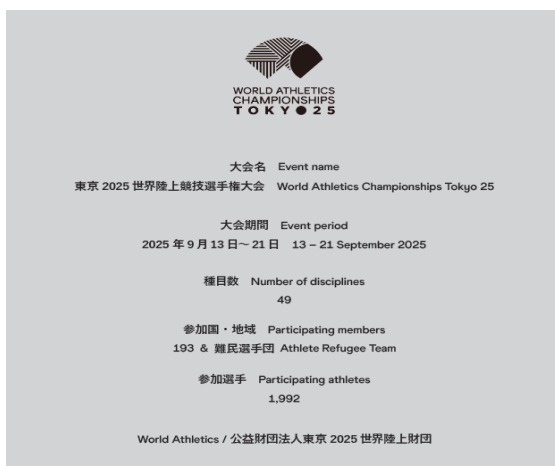 WORLD ATHLETICS
CHAMPIONSHIPS
TOKYO25
大会名 Event name
東京 2025 世界陸上競技選手権大会 World Athletics Championships Tokyo 25
大会期間 Event period
2025 年 9 月 13 日～ 21 日 13 – 21 September 2025
種目数 Number of disciplines
49
参加国・地域 Participating members
193 & 難民選手団 Athlete Refugee Team
参加選手 Participating athletes
1,992
World Athletics / 公益財団法人東京 2025 世界陸上財団